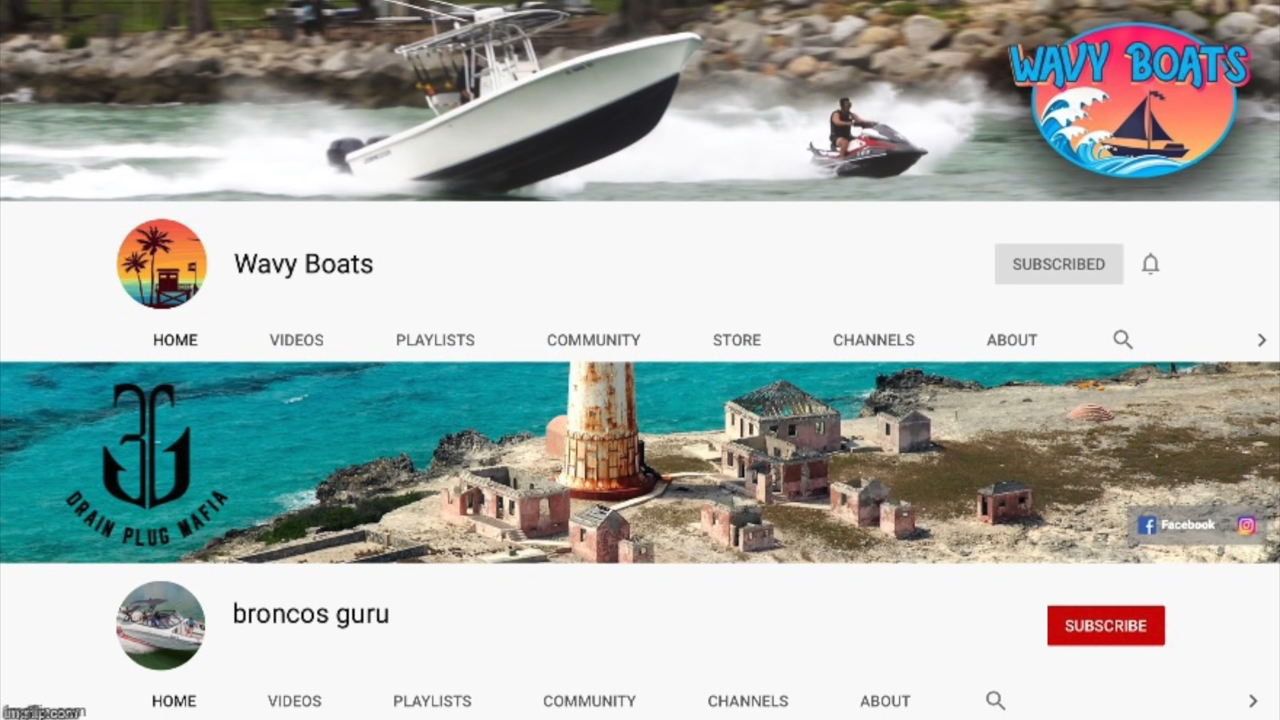 WAVY BOATS
Wavy Boats
SUBSCRIBED
HOME VIDEOS PLAYLISTS COMMUNITY STORE CHANNELS ABOUT
3G
DRAIN PLUG MAFIA
Facebook
broncos guru
SUBSCRIBE
HOME VIDEOS PLAYLISTS COMMUNITY CHANNELS ABOUT
imgflip.com